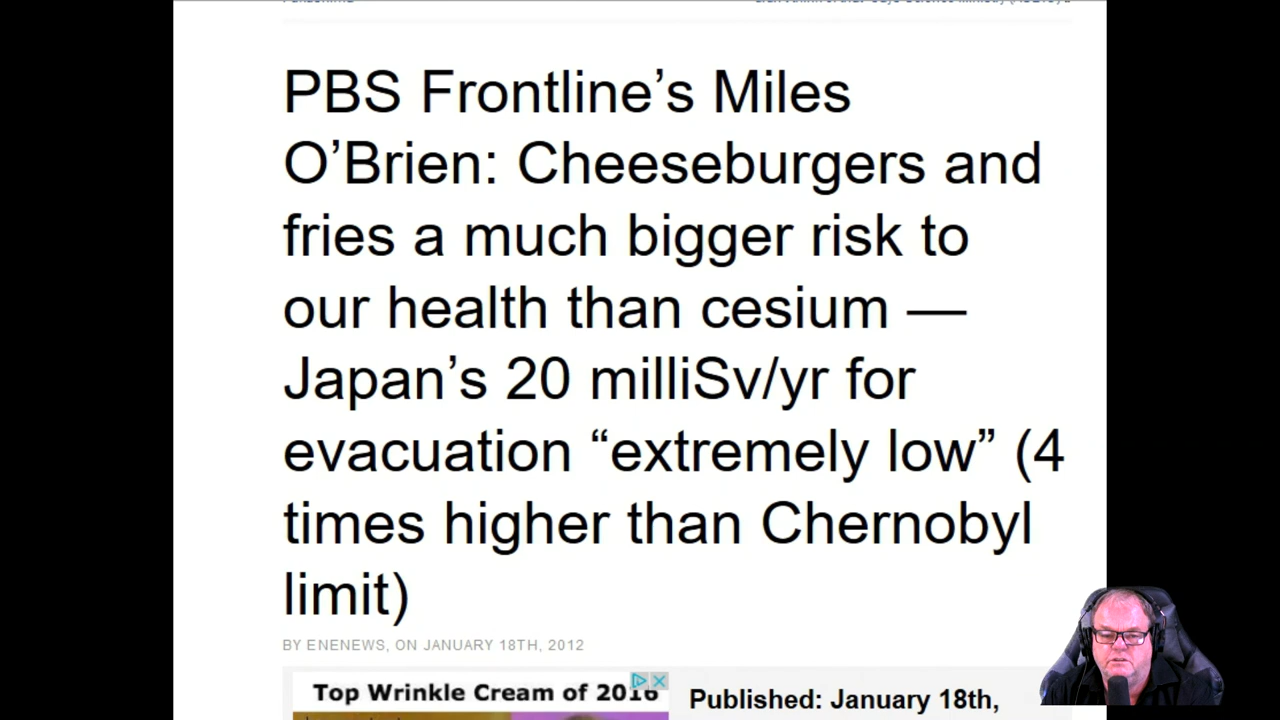 PBS Frontline’s Miles
O’Brien: Cheeseburgers and
fries a much bigger risk to
our health than cesium —
Japan’s 20 milliSv/yr for
evacuation “extremely low” (4
times higher than Chernobyl
limit)
BY ENENEWS, ON JANUARY 18TH, 2012
Top Wrinkle Cream of 2016
Published: January 18th,